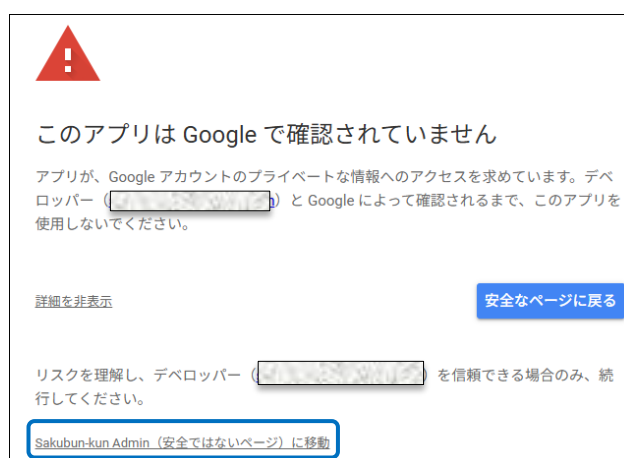 このアプリは Google で確認されていません
アプリが、Google アカウントのプライベートな情報へのアクセスを求めています。デベ
ロッパー（）と Google によって確認されるまで、このアプリを
使用しないでください。
詳細を非表示
安全なページに戻る
リスクを理解し、デベロッパー（）を信頼できる場合のみ、続
行してください。
Sakubun-kun Admin（安全ではないページ）に移動